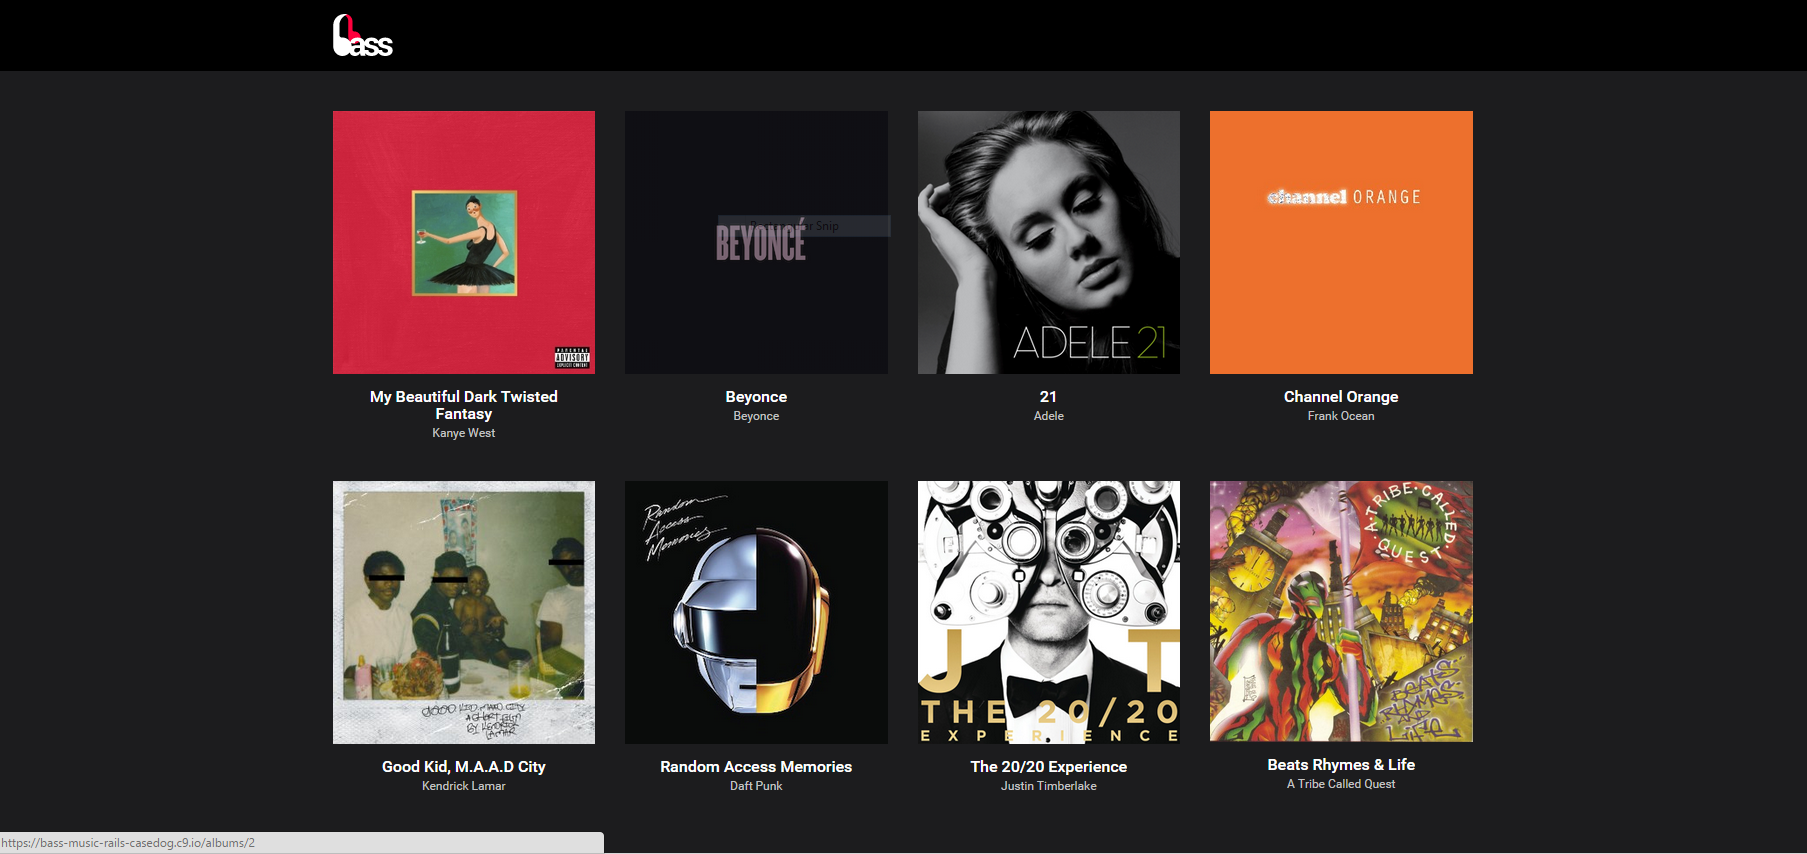 bass
PARENTAL
ADVISORY
EXPLICIT CONTENT
BEYONCÉ
Snip
ADELE 21
channel ORANGE
My Beautiful Dark Twisted
Fantasy
Kanye West
Beyonce
Beyonce
21
Adele
Channel Orange
Frank Ocean
GOOD KID, MAAD CITY
A SHORT FILM
BY KENDRICK
LAMAR
Random
Access
Memories
J T
THE 20/20
EXPERIENCE
A·TRIBE·CALLED·QUEST·
BEATS
RHYMES
AND
LIFE
Good Kid, M.A.A.D City
Kendrick Lamar
Random Access Memories
Daft Punk
The 20/20 Experience
Justin Timberlake
Beats Rhymes & Life
A Tribe Called Quest
https://bass-music-rails-casedog.c9.io/albums/2